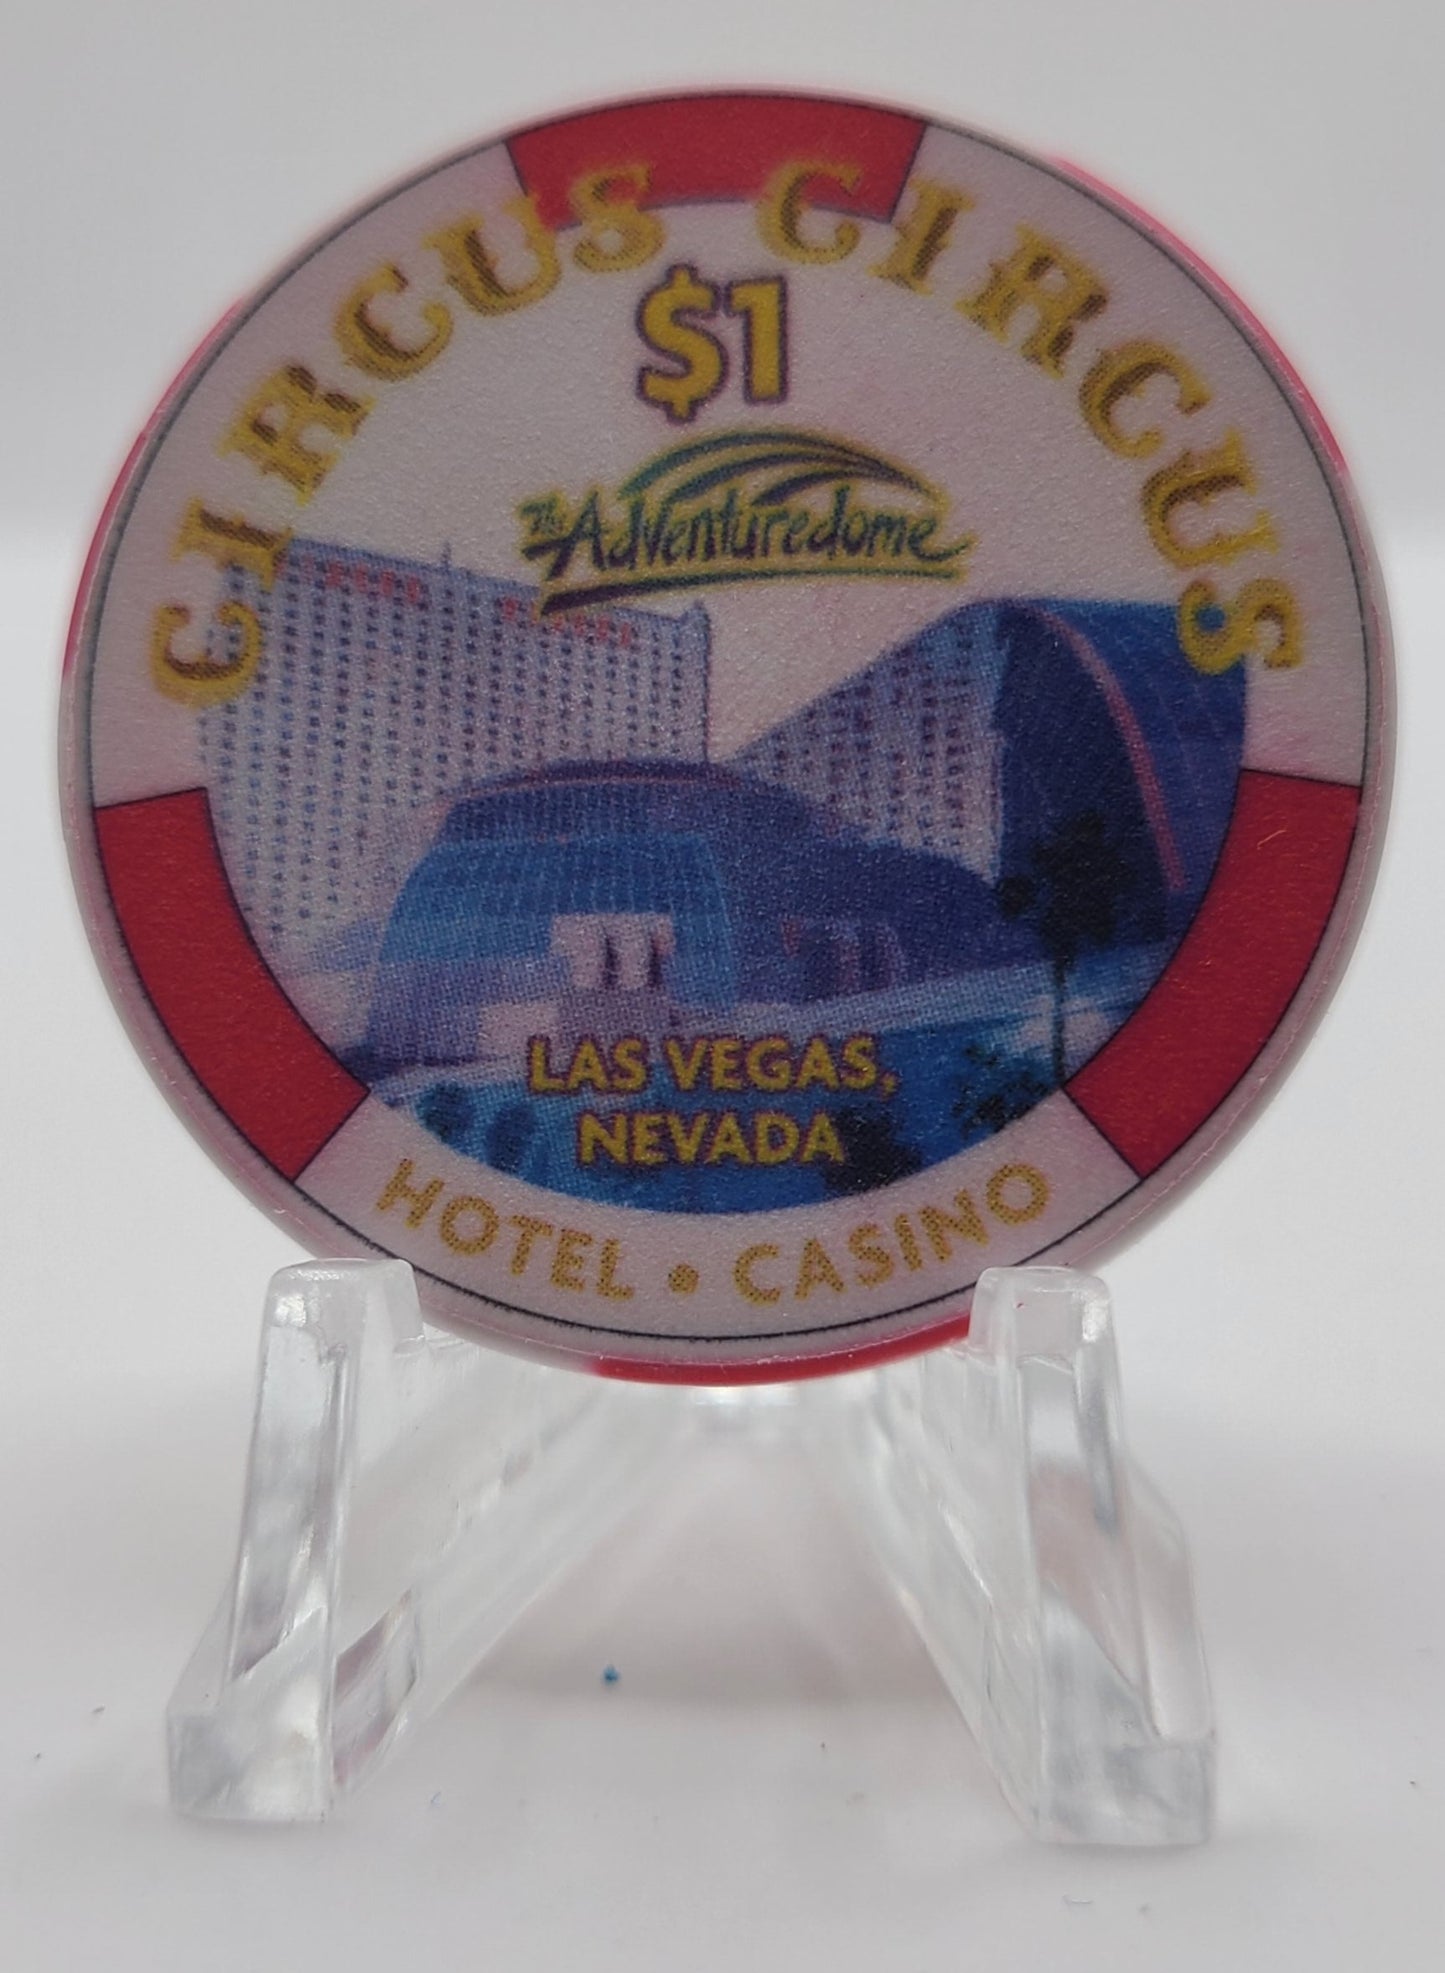 CIRCUS CIRCUS
$1
The Adventuredome
LAS VEGAS,
NEVADA
HOTEL • CASINO